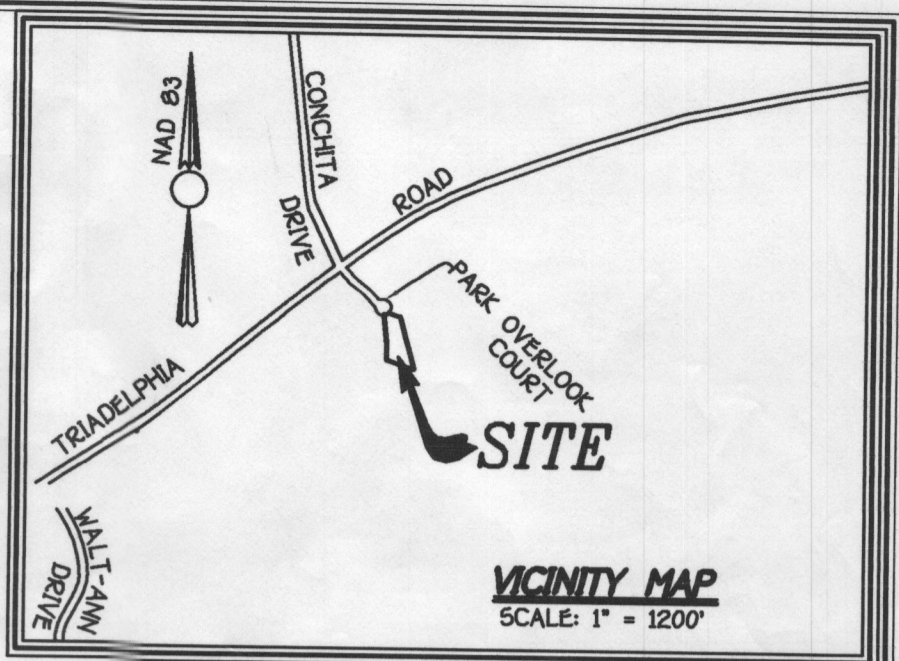 NAD 83
CONCHITA
DRIVE
ROAD
PARK OVERLOOK
COURT
TRIADELPHIA
SITE
WALT-ANN
DRIVE
VICINITY MAP
SCALE: 1" = 1200'